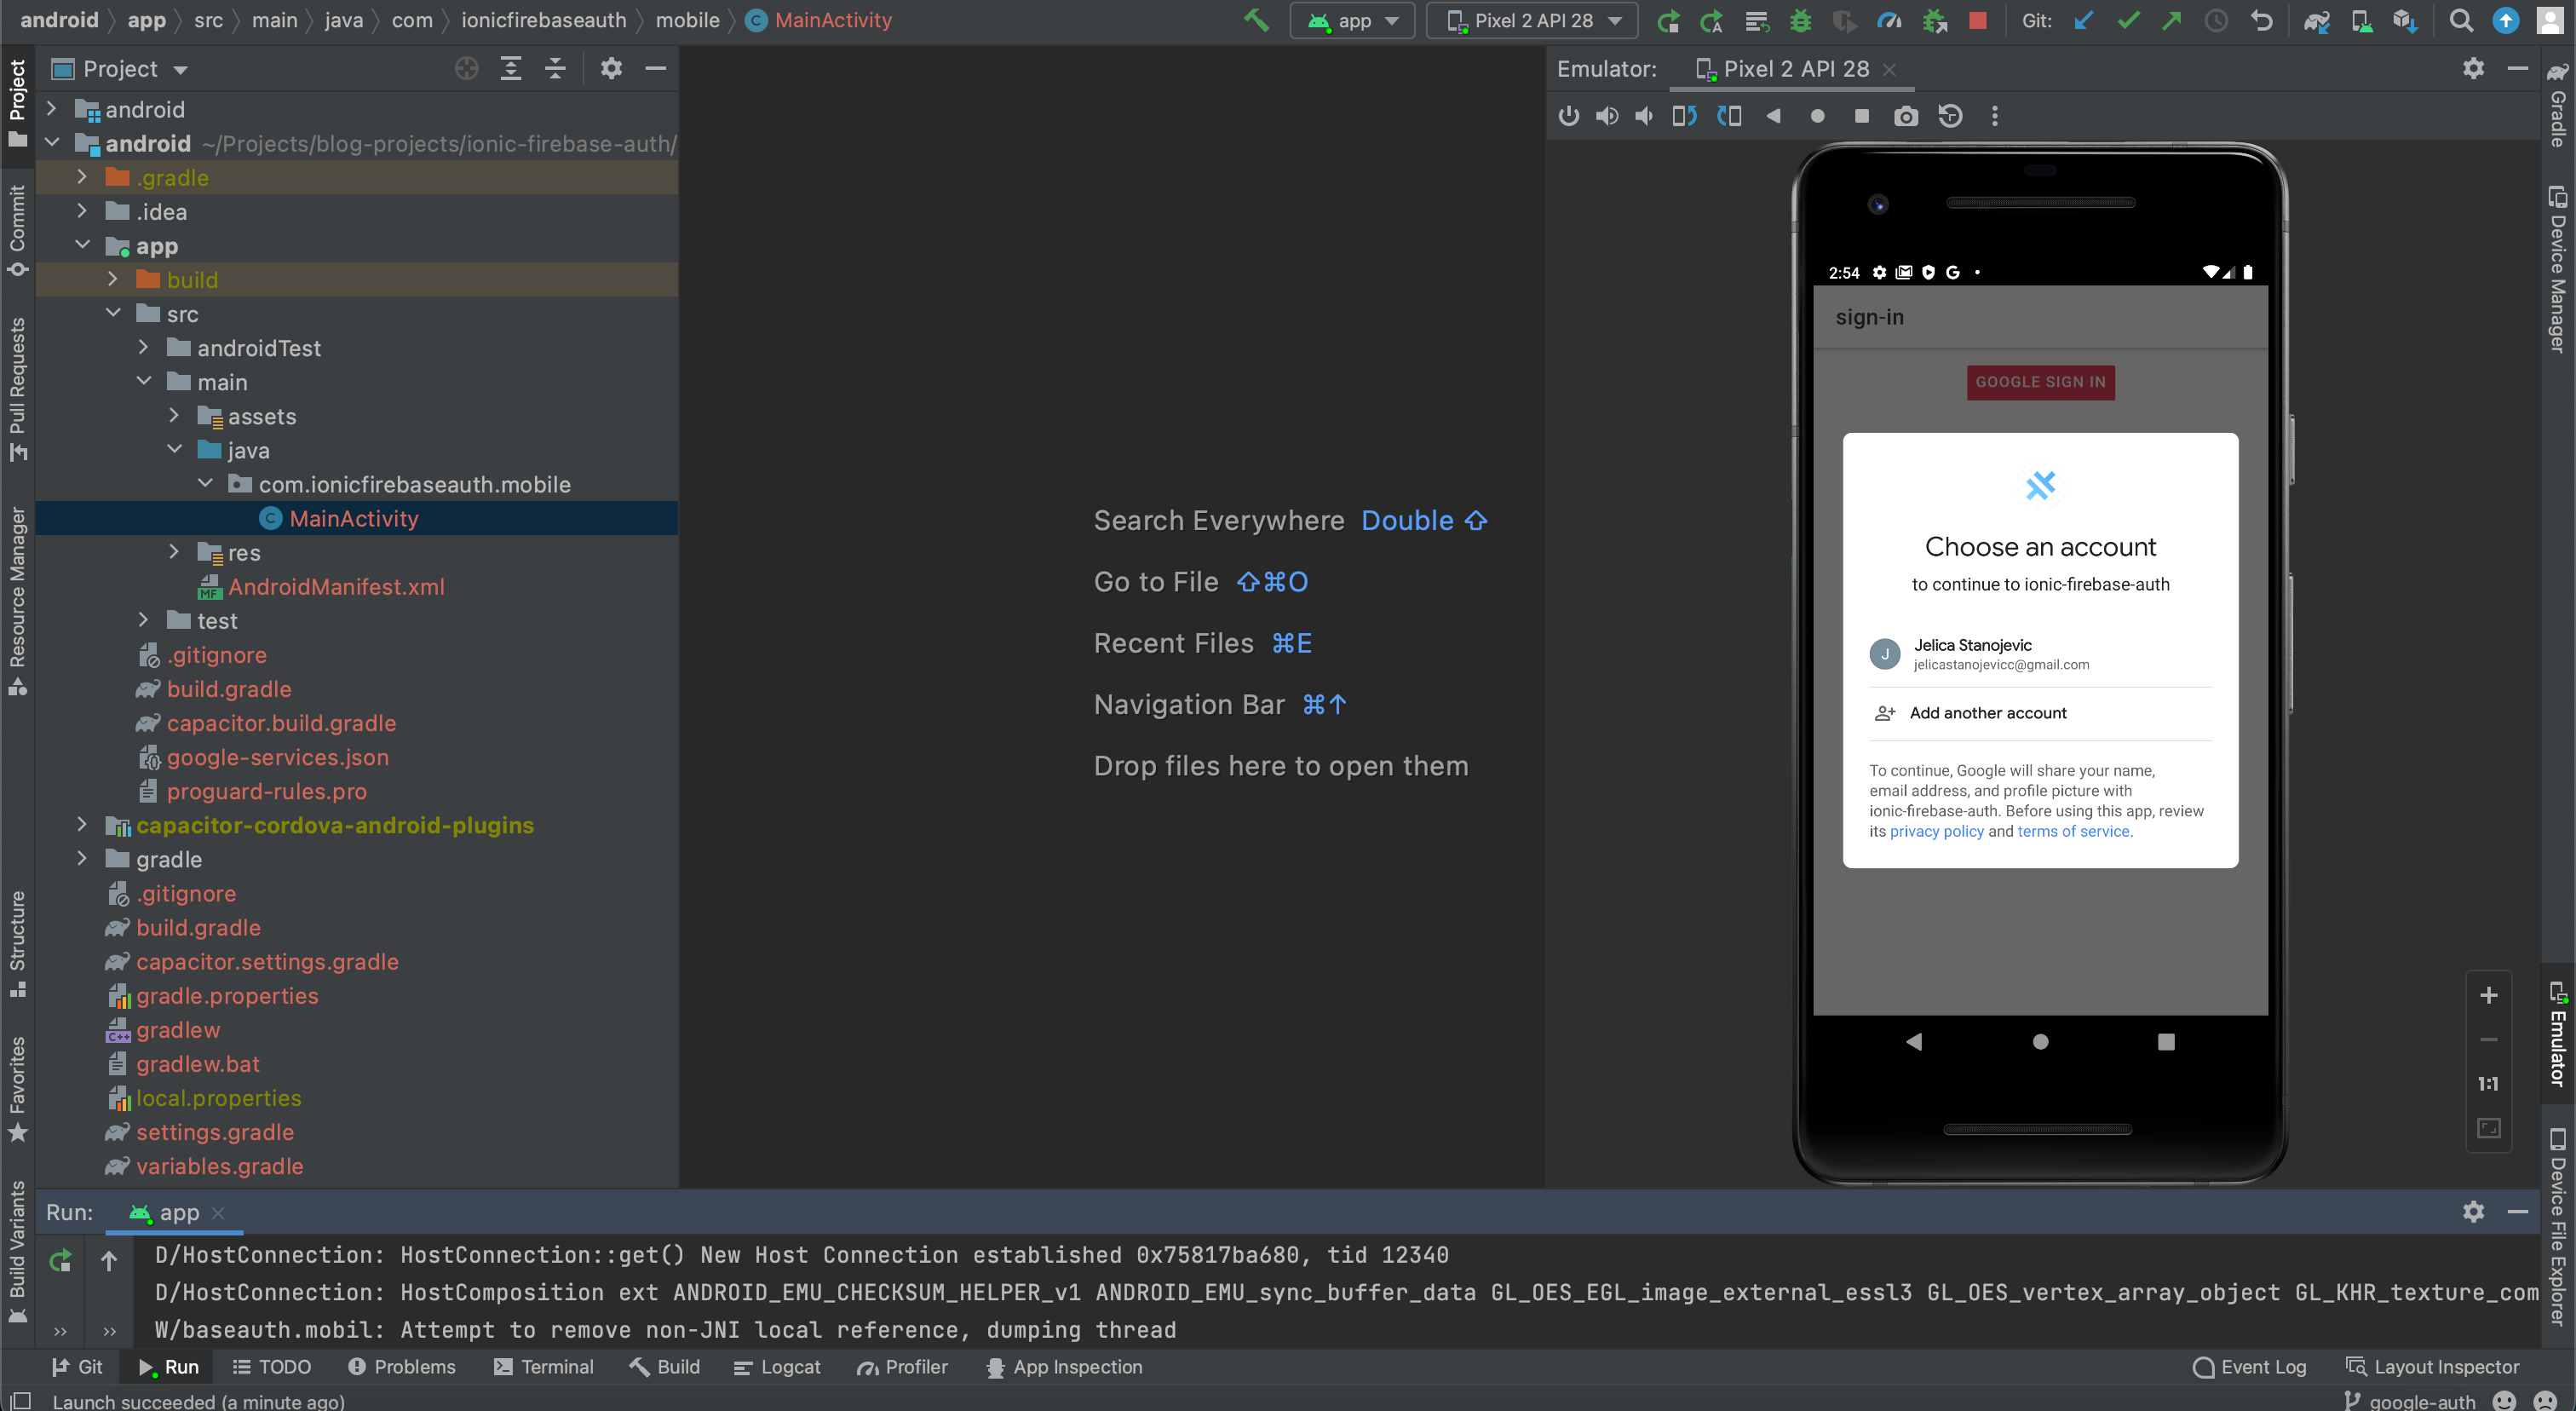 android app src main java com ionicfirebaseauth mobile MainActivity
app
Pixel 2 API 28
Git:
Project
Commit
Pull Requests
Resource Manager
Structure
Favorites
Build Variants
Project
android
android ~/Projects/blog-projects/ionic-firebase-auth/
.gradle
.idea
app
build
src
androidTest
main
assets
java
com.ionicfirebaseauth.mobile
C MainActivity
res
MF AndroidManifest.xml
test
.gitignore
build.gradle
capacitor.build.gradle
google-services.json
proguard-rules.pro
capacitor-cordova-android-plugins
gradle
.gitignore
build.gradle
capacitor.settings.gradle
gradle.properties
C++ gradlew
gradlew.bat
local.properties
settings.gradle
variables.gradle
Search Everywhere Double ⇧
Go to File ⇧⌘O
Recent Files ⌘E
Navigation Bar ⌘↑
Drop files here to open them
Emulator: Pixel 2 API 28
2:54
sign-in
GOOGLE SIGN IN
Choose an account
to continue to ionic-firebase-auth
J
Jelica Stanojevic
jelicastanojevicc@gmail.com
Add another account
To continue, Google will share your name,
email address, and profile picture with
ionic-firebase-auth. Before using this app, review
its privacy policy and terms of service.
1:1
Gradle
Device Manager
Emulator
Device File Explorer
Run: app
D/HostConnection: HostConnection::get() New Host Connection established 0x75817ba680, tid 12340
D/HostConnection: HostComposition ext ANDROID_EMU_CHECKSUM_HELPER_v1 ANDROID_EMU_sync_buffer_data GL_OES_EGL_image_external_essl3 GL_OES_vertex_array_object GL_KHR_texture_com
W/baseauth.mobil: Attempt to remove non-JNI local reference, dumping thread
Git Run TODO Problems Terminal Build Logcat Profiler App Inspection Event Log Layout Inspector
Launch succeeded (a minute ago) google-auth